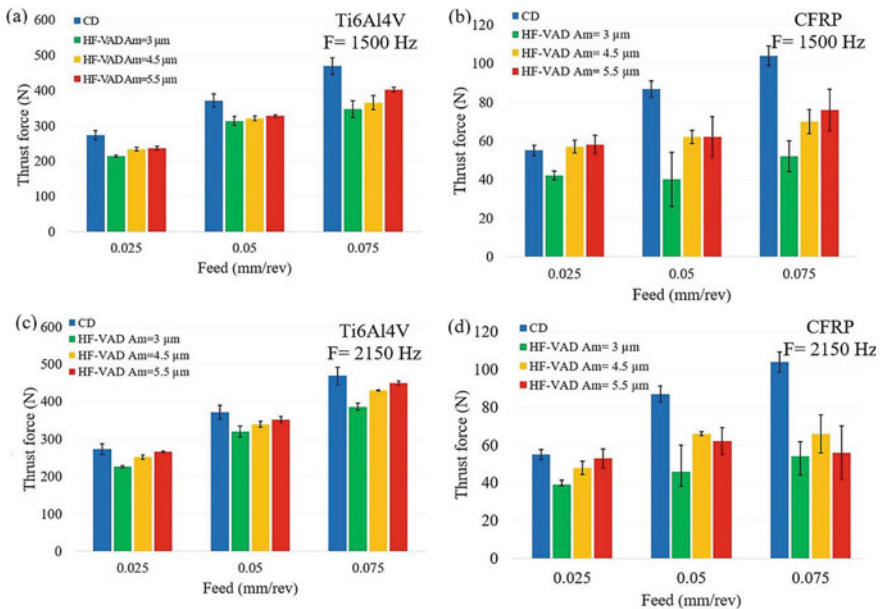 (a)
Ti6Al4V
F= 1500 Hz
CD
HF-VAD Am=3 µm
HF-VAD Am=4.5 µm
HF-VAD Am=5.5 µm
Thrust force (N)
600
500
400
300
200
100
0
0.025 0.05 0.075
Feed (mm/rev)
(b)
CFRP
F= 1500 Hz
CD
HF-VAD Am= 3 µm
HF-VAD Am= 4.5 µm
HF-VAD Am= 5.5 µm
Thrust force (N)
120
100
80
60
40
20
0
0.025 0.05 0.075
Feed (mm/rev)
(c)
Ti6Al4V
F= 2150 Hz
CD
HF-VAD Am=3 µm
HF-VAD Am=4.5 µm
HF-VAD Am=5.5 µm
Thrust force (N)
600
500
400
300
200
100
0
0.025 0.05 0.075
Feed (mm/rev)
(d)
CFRP
F= 2150 Hz
CD
HF-VAD Am= 3 µm
HF-VAD Am= 4.5 µm
HF-VAD Am= 5.5 µm
Thrust force (N)
120
100
80
60
40
20
0
0.025 0.05 0.075
Feed (mm/rev)